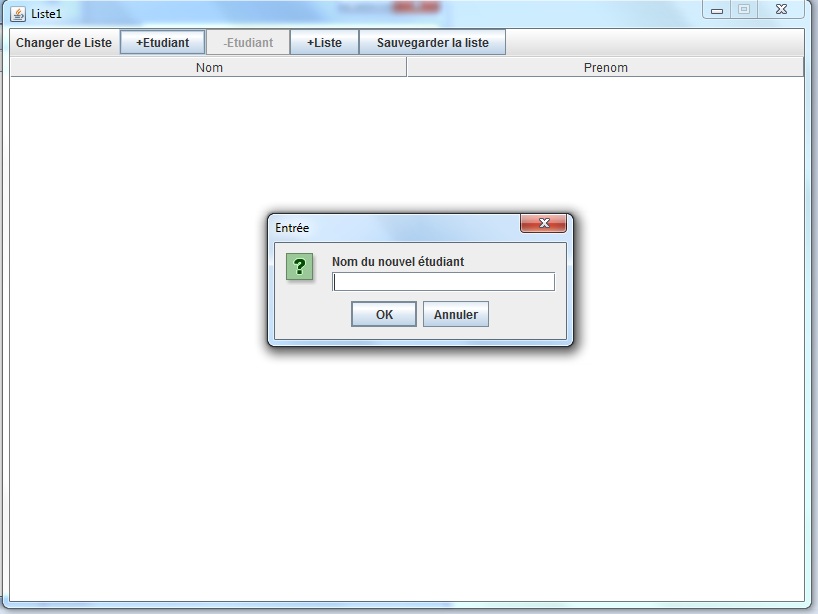 Liste1
Changer de Liste +Etudiant -Etudiant +Liste Sauvegarder la liste
Nom Prenom
Entrée
? Nom du nouvel étudiant
OK Annuler